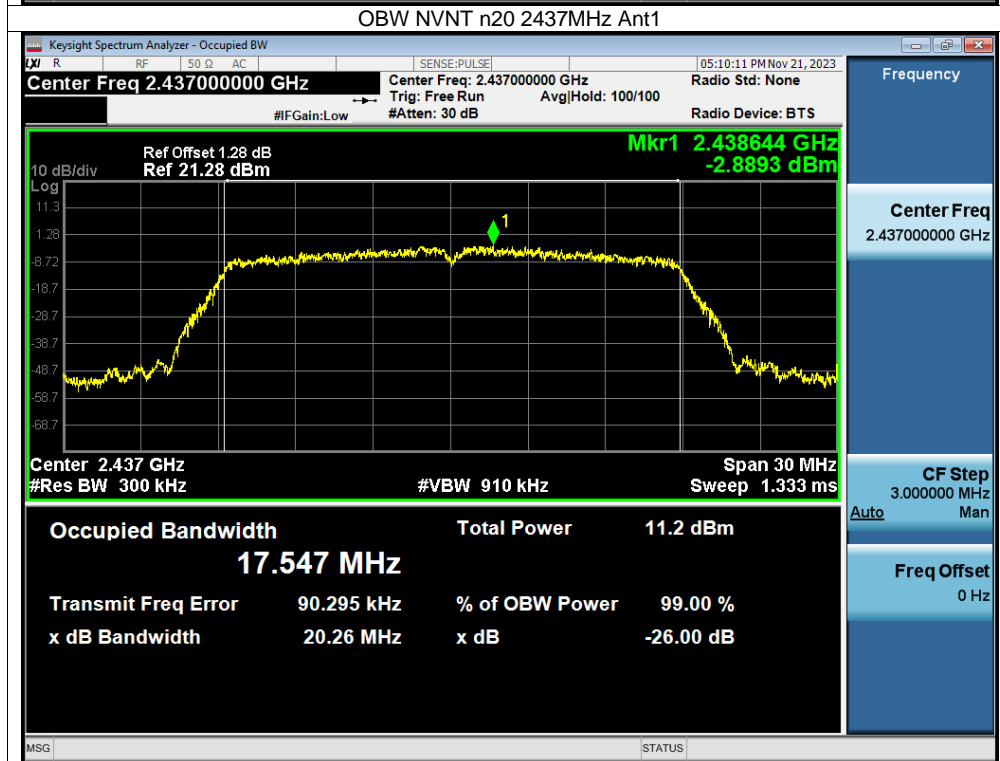 OBW NVNT n20 2437MHz Ant1
Keysight Spectrum Analyzer - Occupied BW
LXI R RF 50 Ω AC SENSE:PULSE 05:10:11 PM Nov 21, 2023
Center Freq 2.437000000 GHz Center Freq: 2.437000000 GHz Radio Std: None
Trig: Free Run Avg|Hold: 100/100
#IFGain:Low #Atten: 30 dB Radio Device: BTS
Mkr1 2.438644 GHz
-2.8893 dBm
Ref Offset 1.28 dB
10 dB/div Ref 21.28 dBm
Log
11.3
1
1.28
-8.72
-18.7
-28.7
-38.7
-48.7
-58.7
-68.7
Center 2.437 GHz Span 30 MHz
#Res BW 300 kHz #VBW 910 kHz Sweep 1.333 ms
Occupied Bandwidth Total Power 11.2 dBm
17.547 MHz
Transmit Freq Error 90.295 kHz % of OBW Power 99.00 %
x dB Bandwidth 20.26 MHz x dB -26.00 dB
Frequency
Center Freq
2.437000000 GHz
CF Step
3.000000 MHz
Auto Man
Freq Offset
0 Hz
MSG STATUS